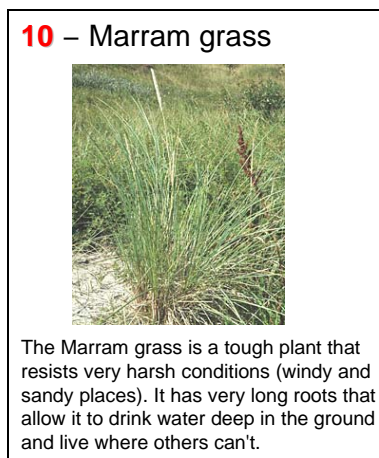 10 – Marram grass
The Marram grass is a tough plant that
resists very harsh conditions (windy and
sandy places). It has very long roots that
allow it to drink water deep in the ground
and live where others can't.